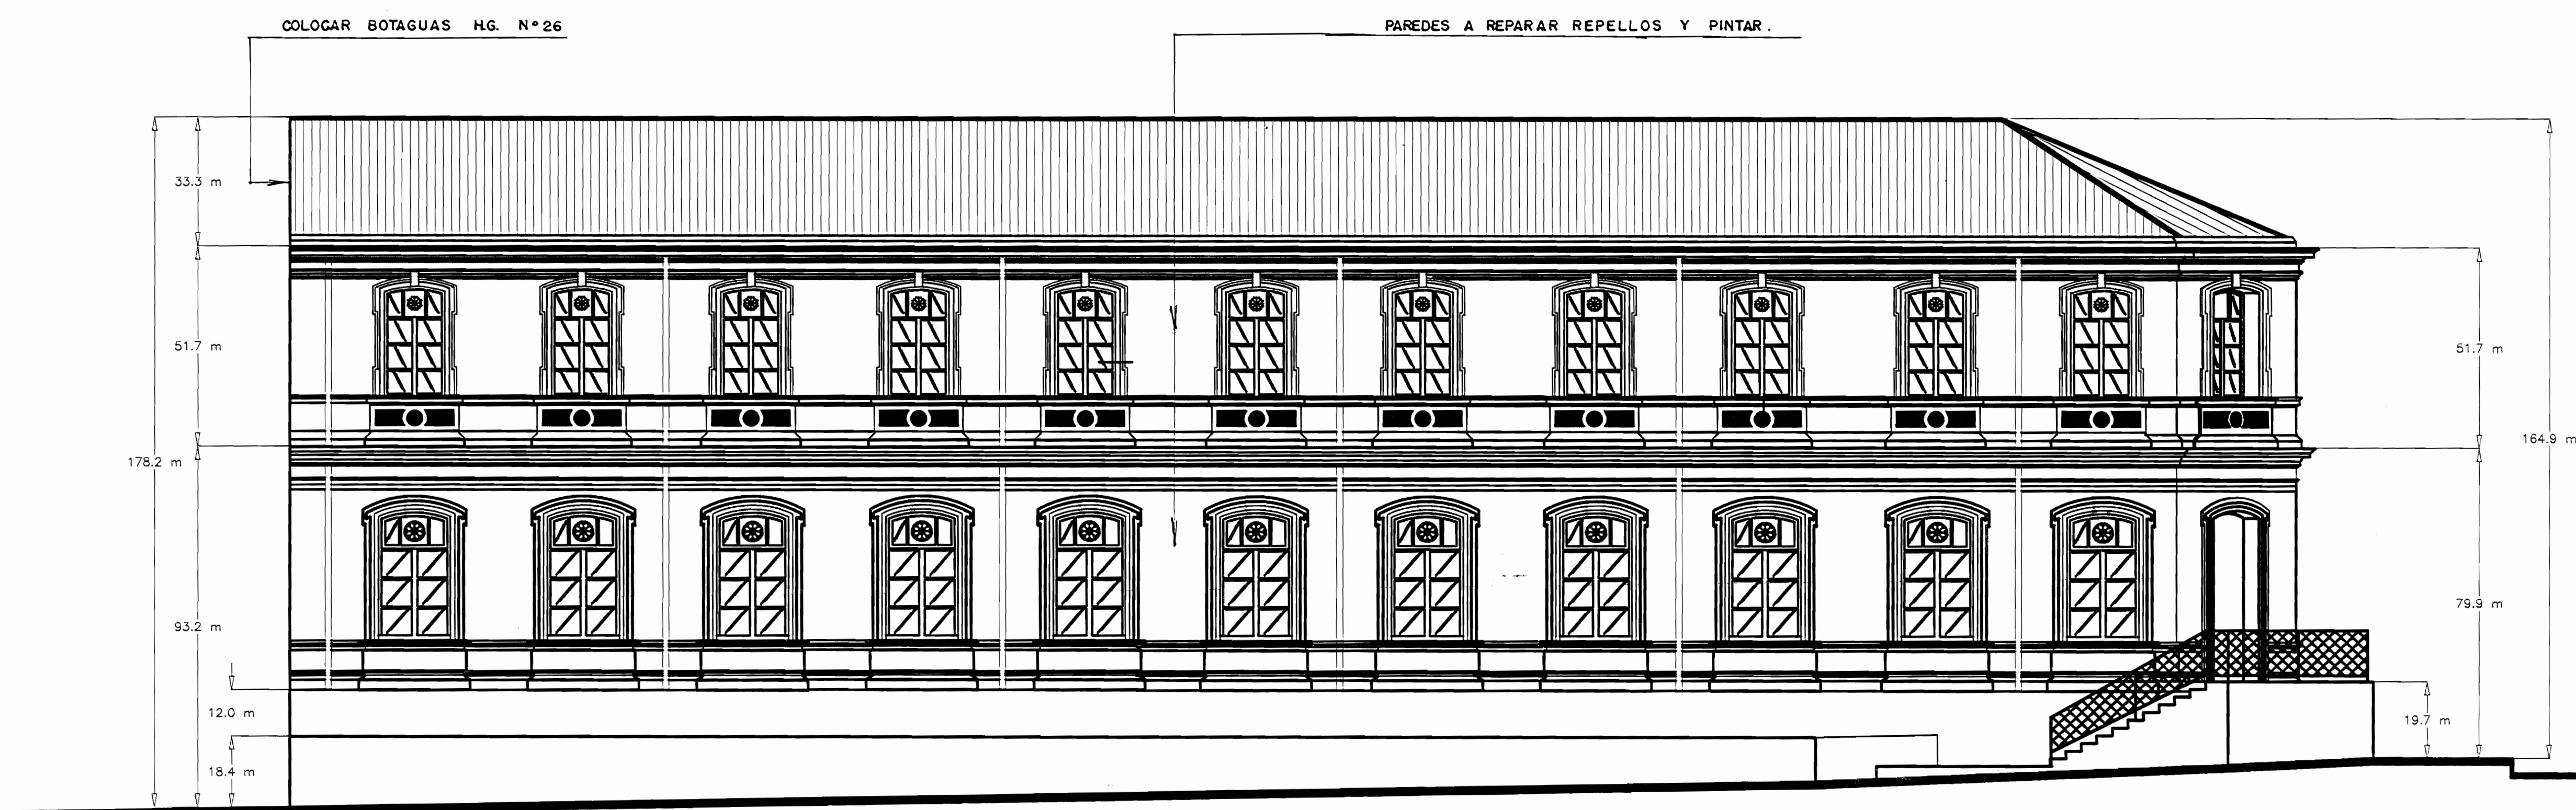 COLOCAR BOTAGUAS H.G. Nº 26
PAREDES A REPARAR REPELLOS Y PINTAR.
33.3 m
51.7 m
51.7 m
164.9 m
178.2 m
79.9 m
93.2 m
12.0 m
19.7 m
18.4 m